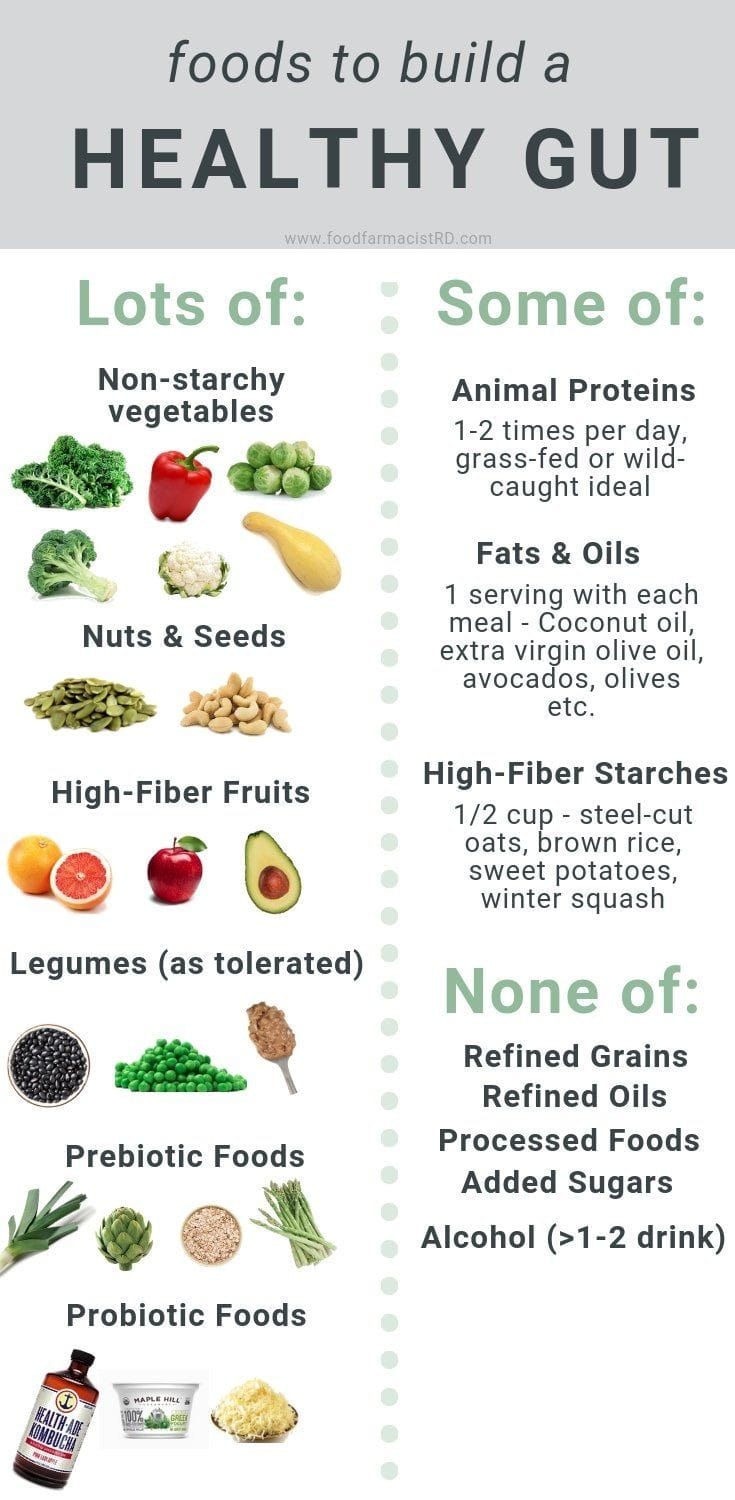 foods to build a
HEALTHY GUT
www.foodfarmacistRD.com
Lots of:
Non-starchy
vegetables
Nuts & Seeds
High-Fiber Fruits
Legumes (as tolerated)
Prebiotic Foods
Probiotic Foods
HEALTH-ADE
KOMBUCHA
MAPLE HILL
100%
GREEK
Some of:
Animal Proteins
1-2 times per day,
grass-fed or wild-
caught ideal
Fats & Oils
1 serving with each
meal - Coconut oil,
extra virgin olive oil,
avocados, olives
etc.
High-Fiber Starches
1/2 cup - steel-cut
oats, brown rice,
sweet potatoes,
winter squash
None of:
Refined Grains
Refined Oils
Processed Foods
Added Sugars
Alcohol (>1-2 drink)